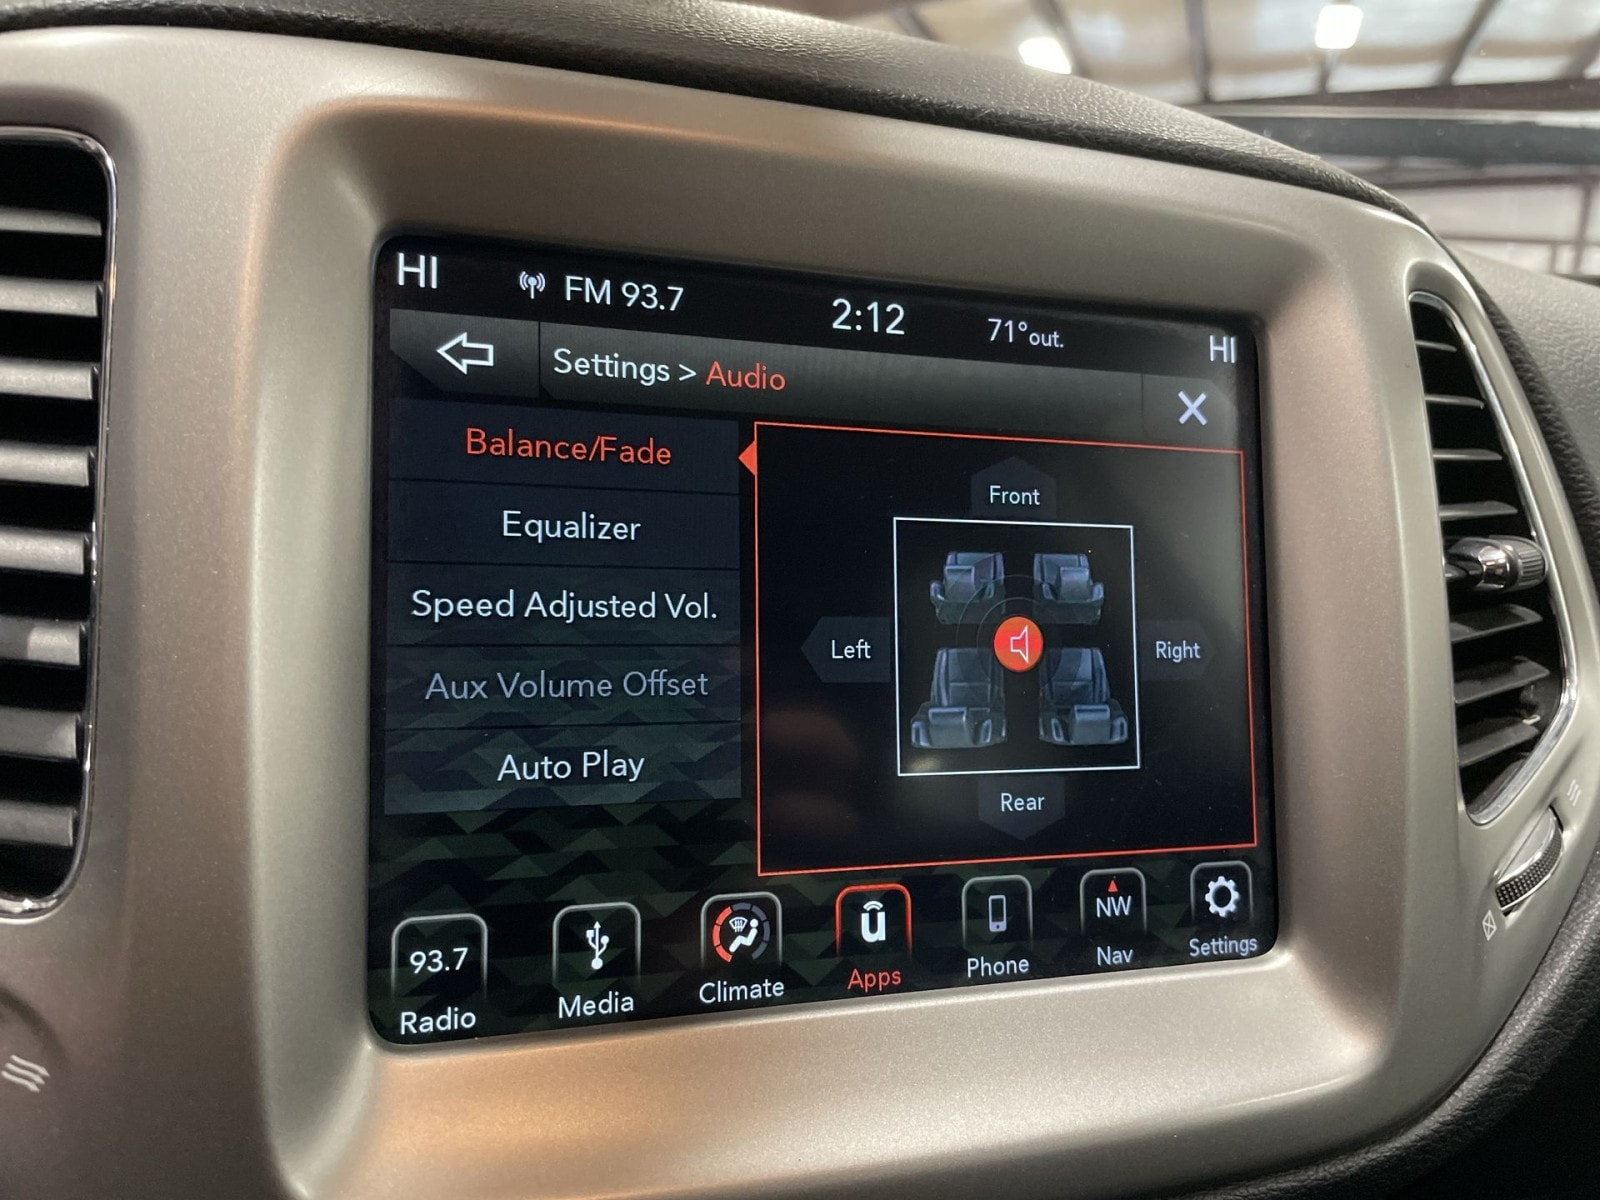 HI FM 93.7 2:12 71°out. HI
Settings > Audio
Balance/Fade
Equalizer
Speed Adjusted Vol.
Aux Volume Offset
Auto Play
Front
Left
Right
Rear
93.7
Radio
Media
Climate
u
Apps
Phone
NW
Nav
Settings